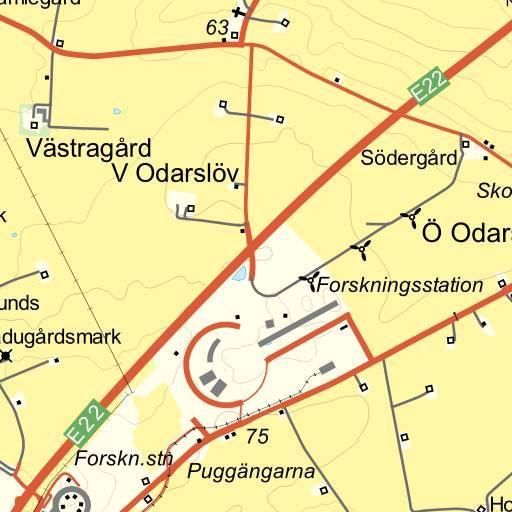 63
E22
Västragård
V Odarslöv
Södergård
Sko
Ö Odars
Forskningsstation
unds
dugårdsmark
E22
75
Forskn.stn
Puggängarna
Ho